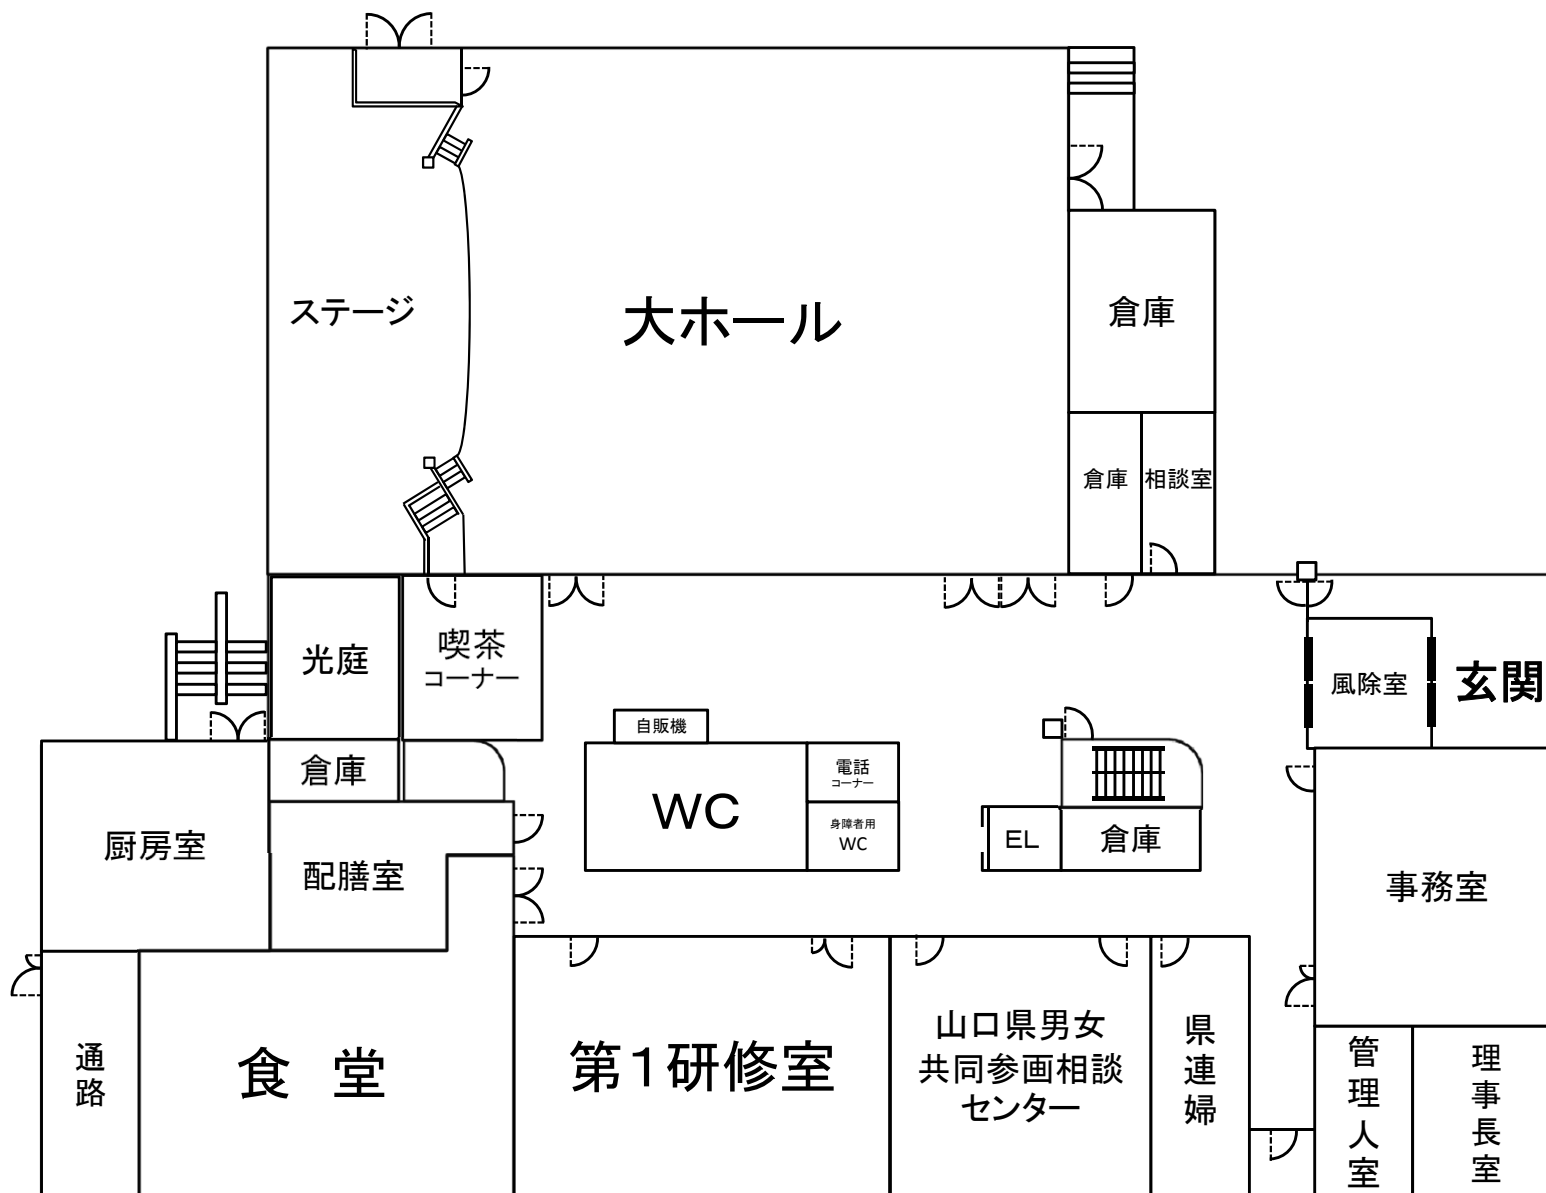 ステージ
大ホール
倉庫
倉庫
相談室
光庭
喫茶
コーナー
風除室
玄関
自販機
倉庫
WC
電話
コーナー
身障者用
WC
EL
倉庫
厨房室
配膳室
事務室
通路
食 堂
第1研修室
山口県男女
共同参画相談
センター
県連婦
管理人室
理事長室